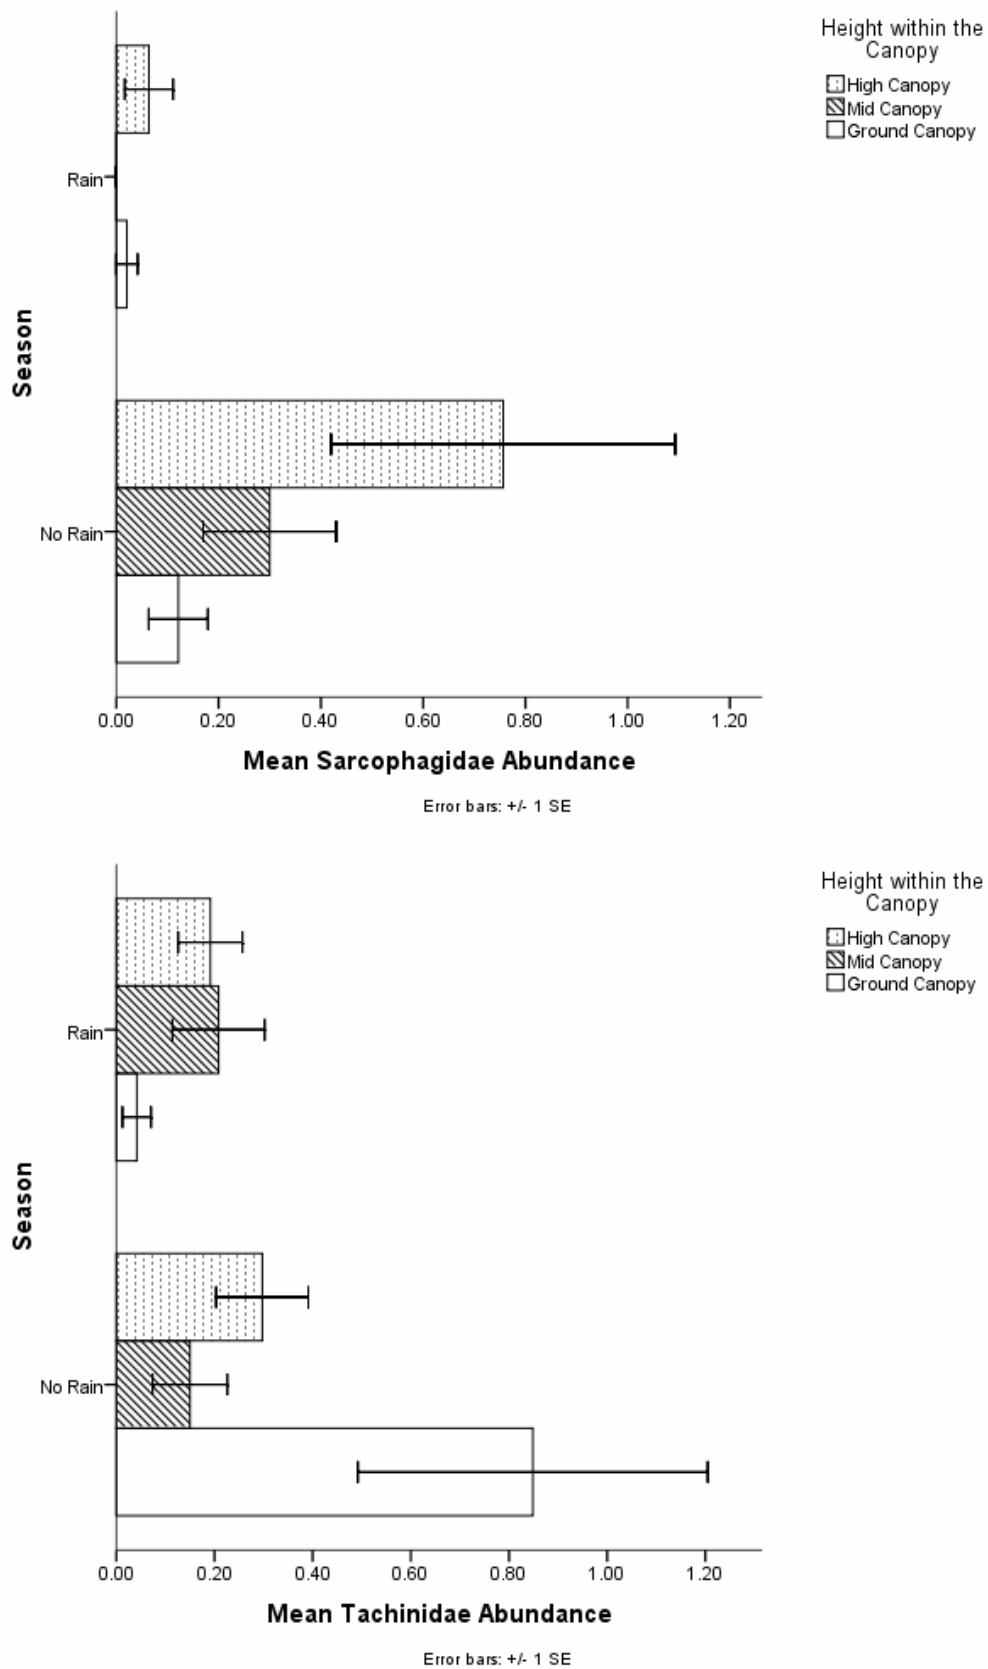 Height within the
Canopy
High Canopy
Mid Canopy
Ground Canopy
Rain
No Rain
Season
0.00 0.20 0.40 0.60 0.80 1.00 1.20
Mean Sarcophagidae Abundance
Error bars: +/- 1 SE
Height within the
Canopy
High Canopy
Mid Canopy
Ground Canopy
Rain
No Rain
Season
0.00 0.20 0.40 0.60 0.80 1.00 1.20
Mean Tachinidae Abundance
Error bars: +/- 1 SE